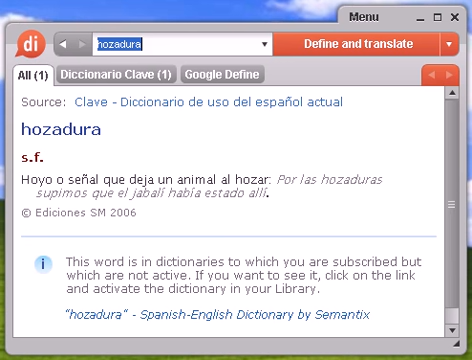 Menu
di
hozadura
Define and translate
All (1)
Diccionario Clave (1)
Google Define
Source: Clave - Diccionario de uso del español actual
hozadura
s.f.
Hoyo o señal que deja un animal al hozar: Por las hozaduras
supimos que el jabalí había estado allí.
© Ediciones SM 2006
i
This word is in dictionaries to which you are subscribed but
which are not active. If you want to see it, click on the link
and activate the dictionary in your Library.
"hozadura" - Spanish-English Dictionary by Semantix